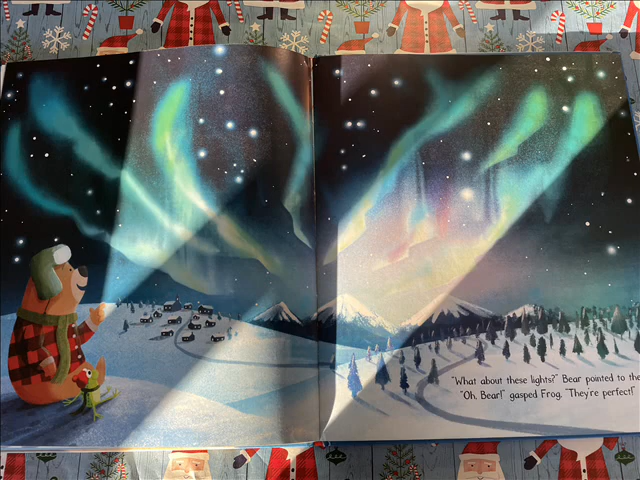 "What about these lights?" Bear pointed to the
"Oh, Bear!" gasped Frog. "They're perfect!"